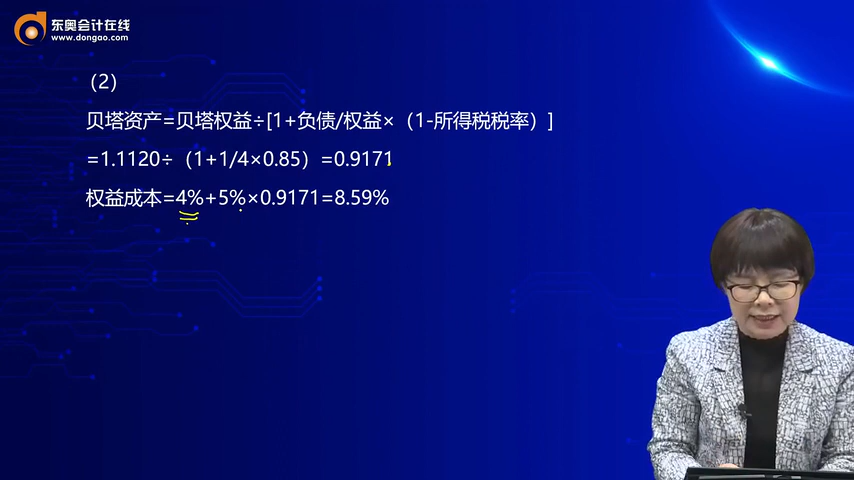 东奥会计在线
www.dongao.com
（2）
贝塔资产=贝塔权益÷[1+负债/权益×（1-所得税税率）]
=1.1120÷（1+1/4×0.85）=0.9171
权益成本=4%+5%×0.9171=8.59%